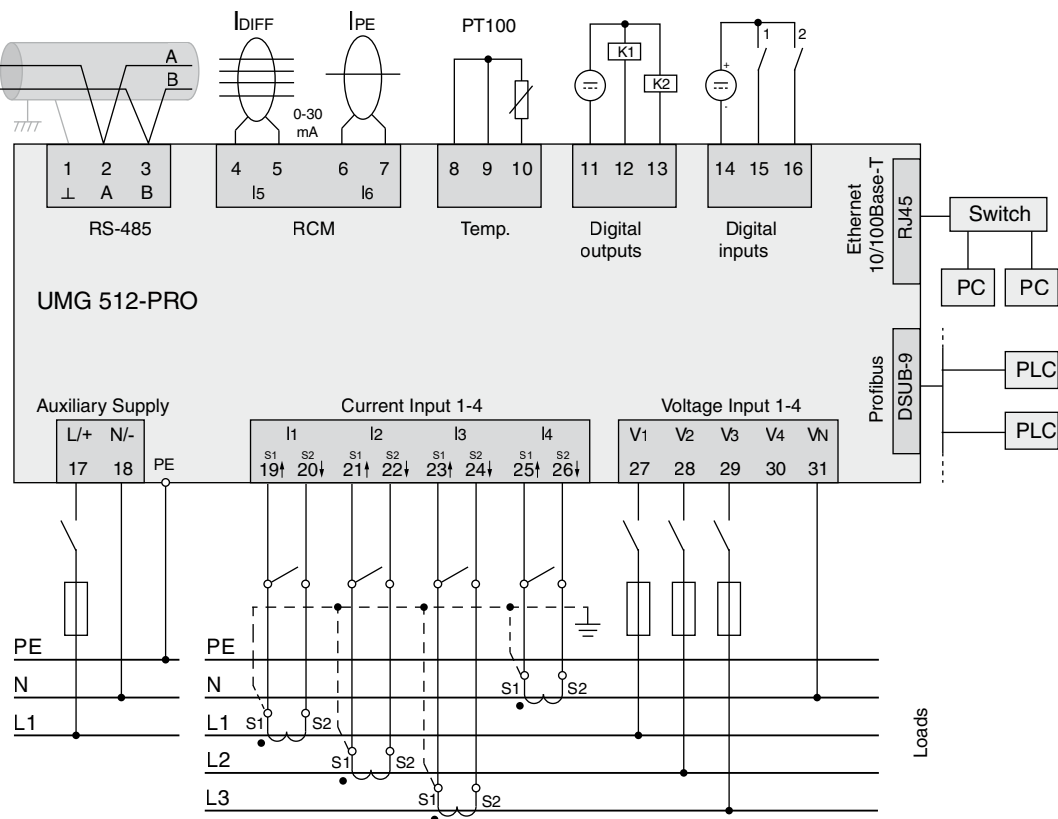 IDIFF IPE PT100
A
B
K1
K2
1 2
+
-
0-30
mA
1 2 3
⊥ A B
4 5 6 7
I5 I6
8 9 10
11 12 13
14 15 16
RS-485
RCM
Temp.
Digital
outputs
Digital
inputs
Ethernet
10/100Base-T
RJ45
Switch
PC PC
UMG 512-PRO
Profibus
DSUB-9
PLC
PLC
Auxiliary Supply
L/+ N/-
17 18 PE
Current Input 1-4
I1 I2 I3 I4
S1 S2 S1 S2 S1 S2 S1 S2
19 20 21 22 23 24 25 26
Voltage Input 1-4
V1 V2 V3 V4 VN
27 28 29 30 31
PE
N
L1
PE
N
L1
L2
L3
S1 S2
S1 S2
S1 S2
S1 S2
Loads